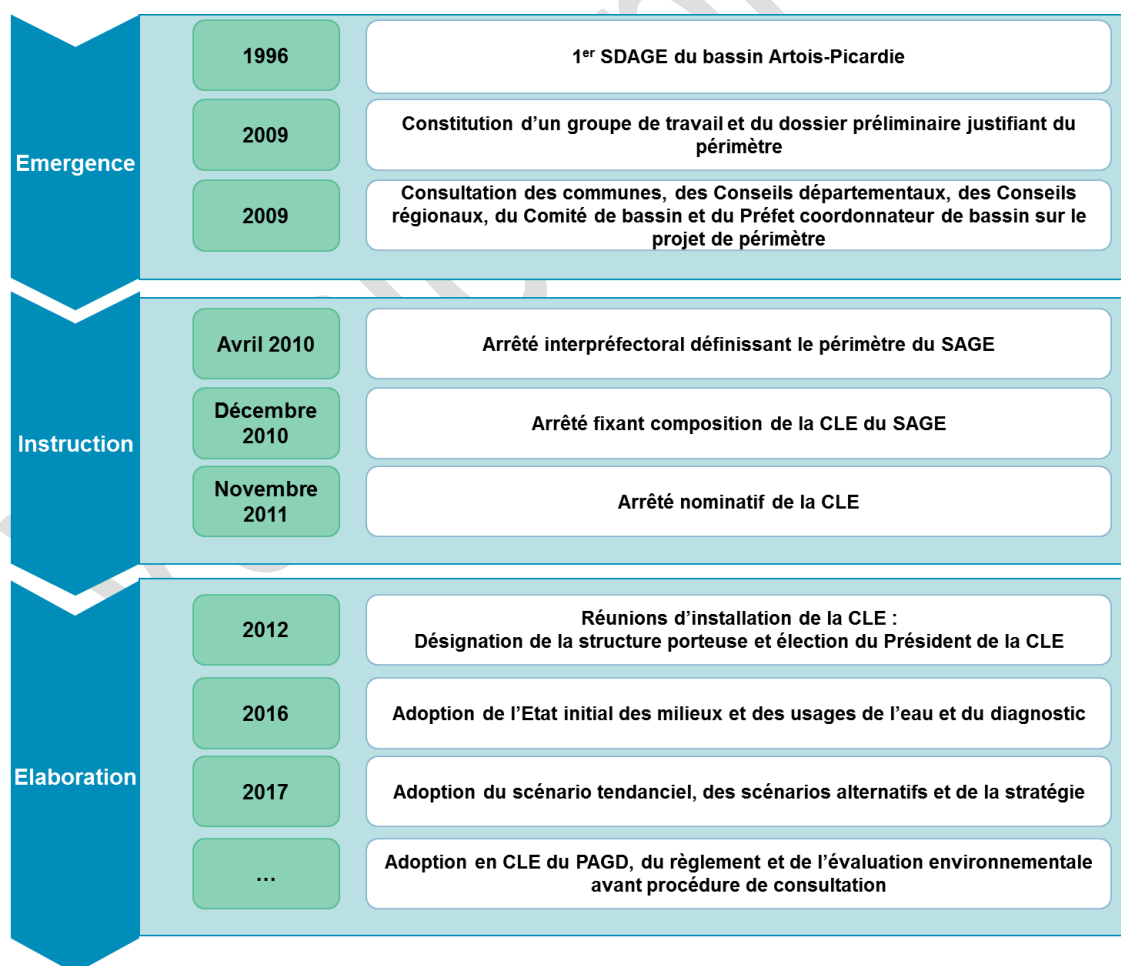 Emergence
1996
1er SDAGE du bassin Artois-Picardie
2009
Constitution d’un groupe de travail et du dossier préliminaire justifiant du
périmètre
2009
Consultation des communes, des Conseils départementaux, des Conseils
régionaux, du Comité de bassin et du Préfet coordonnateur de bassin sur le
projet de périmètre
Instruction
Avril 2010
Arrêté interpréfectoral définissant le périmètre du SAGE
Décembre
2010
Arrêté fixant composition de la CLE du SAGE
Novembre
2011
Arrêté nominatif de la CLE
Elaboration
2012
Réunions d’installation de la CLE :
Désignation de la structure porteuse et élection du Président de la CLE
2016
Adoption de l’Etat initial des milieux et des usages de l’eau et du diagnostic
2017
Adoption du scénario tendanciel, des scénarios alternatifs et de la stratégie
…
Adoption en CLE du PAGD, du règlement et de l’évaluation environnementale
avant procédure de consultation